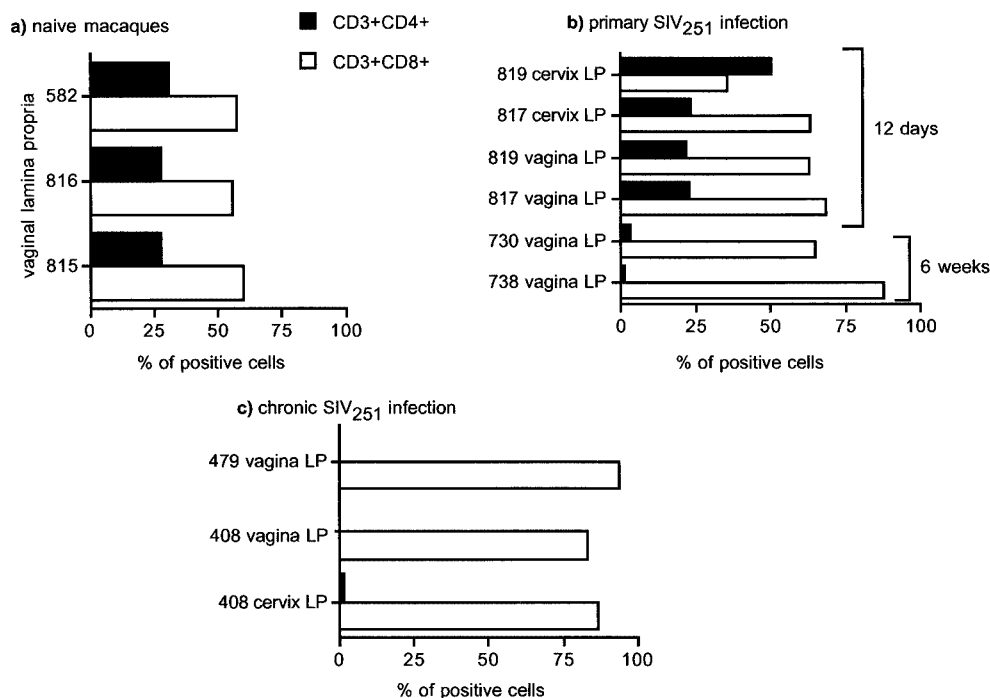 a) naive macaques
CD3+CD4+
CD3+CD8+
vaginal lamina propria
582
816
815
0 25 50 75 100
% of positive cells
b) primary SIV251 infection
819 cervix LP
817 cervix LP
819 vagina LP
817 vagina LP
730 vagina LP
738 vagina LP
12 days
6 weeks
0 25 50 75 100
% of positive cells
c) chronic SIV251 infection
479 vagina LP
408 vagina LP
408 cervix LP
0 25 50 75 100
% of positive cells